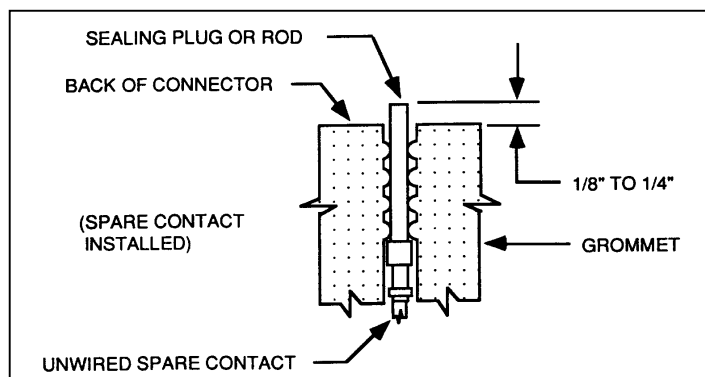 SEALING PLUG OR ROD
BACK OF CONNECTOR
1/8" TO 1/4"
(SPARE CONTACT
INSTALLED)
GROMMET
UNWIRED SPARE CONTACT